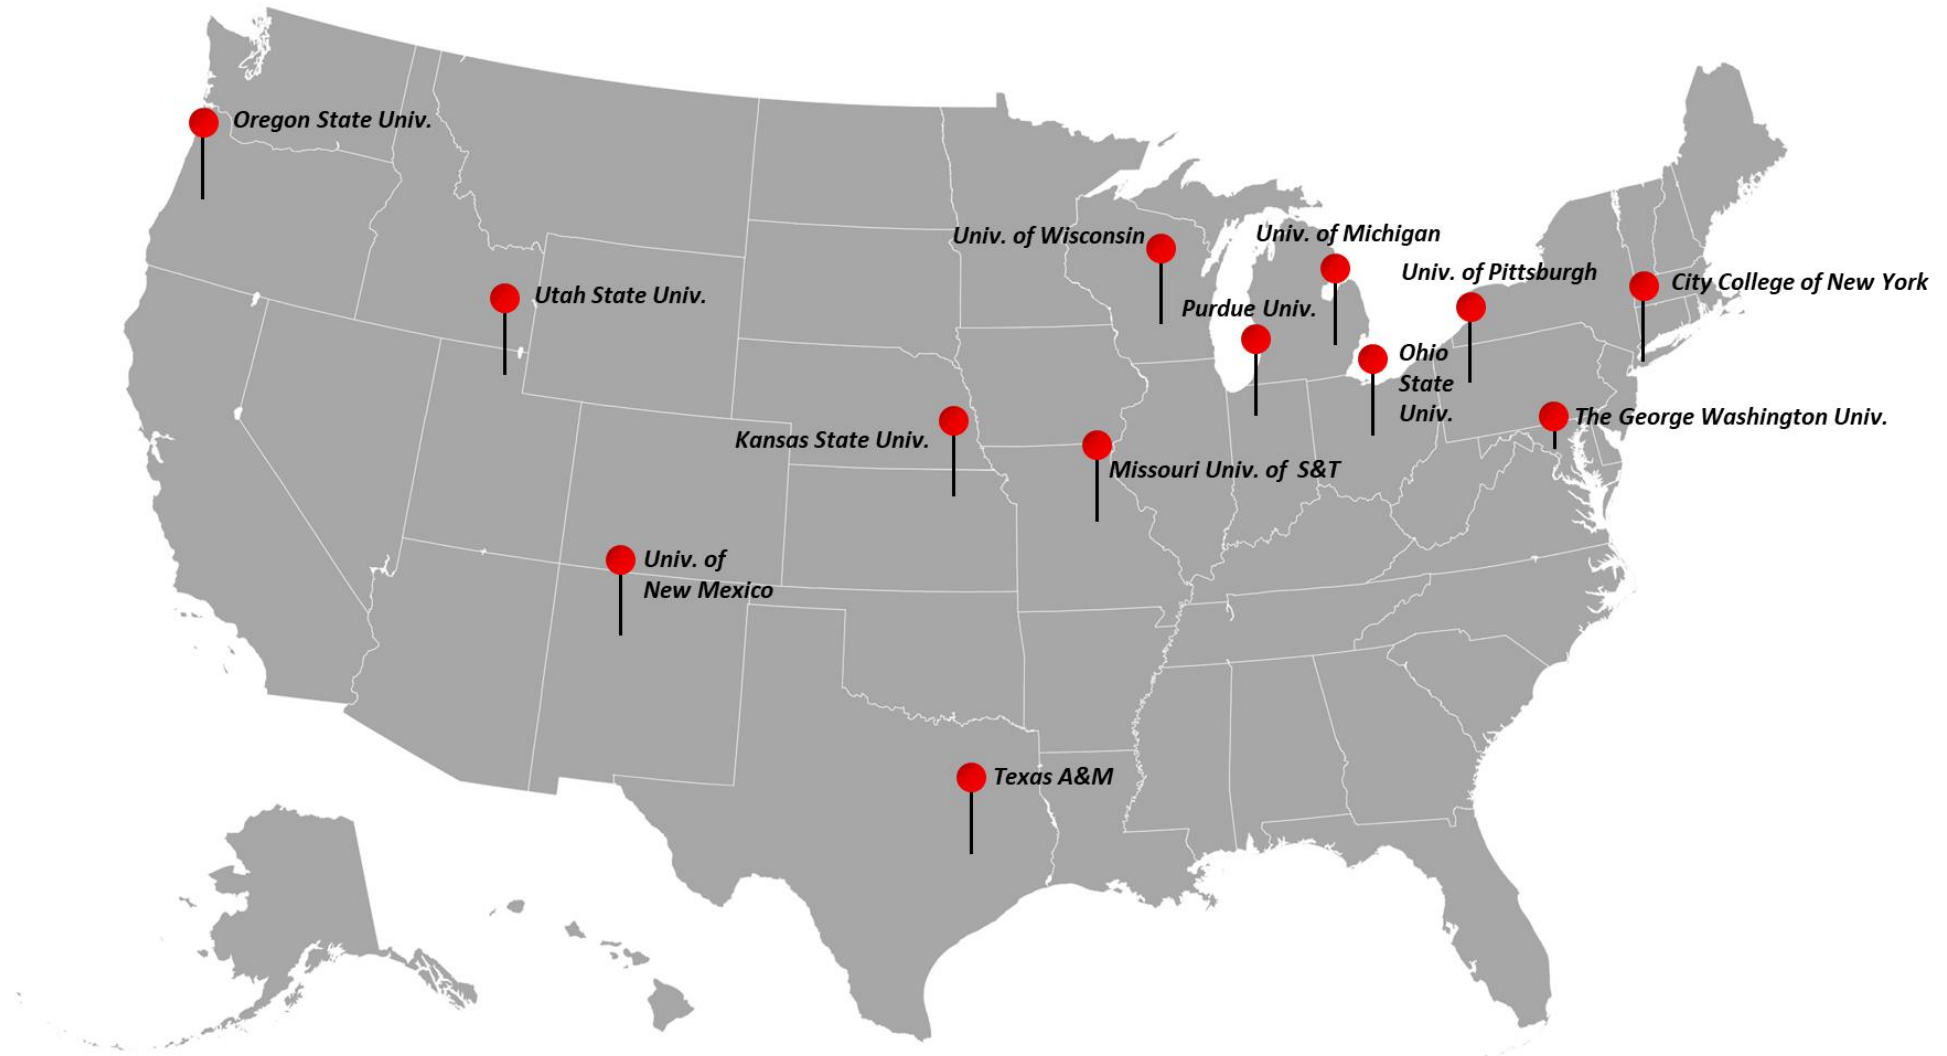 Oregon State Univ.
Univ. of Wisconsin
Univ. of Michigan
Univ. of Pittsburgh
City College of New York
Utah State Univ.
Purdue Univ.
Ohio
State
Univ.
The George Washington Univ.
Kansas State Univ.
Missouri Univ. of S&T
Univ. of
New Mexico
Texas A&M